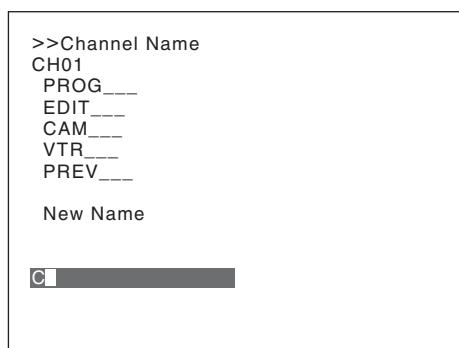 >>Channel Name
CH01
PROG___
EDIT___
CAM___
VTR___
PREV___
New Name
C